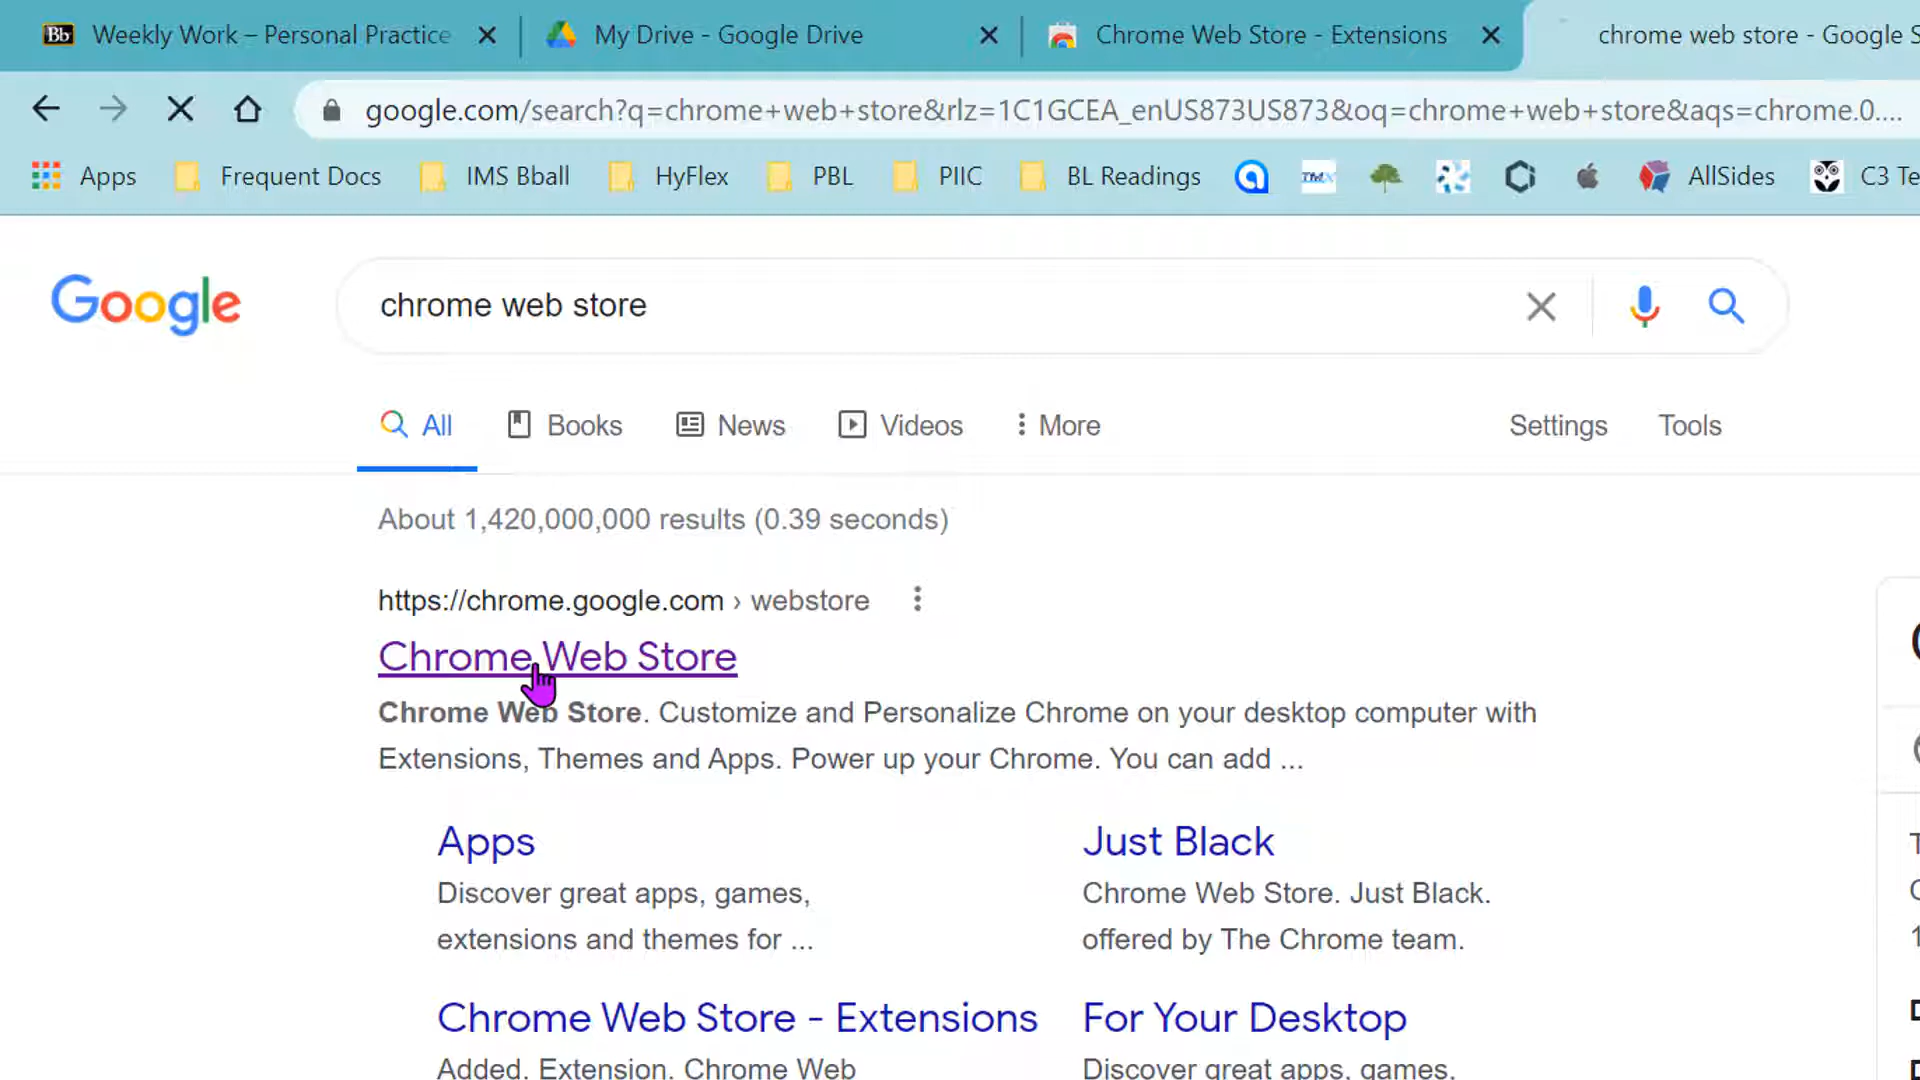 Weekly Work – Personal Practice
My Drive - Google Drive
Chrome Web Store - Extensions
chrome web store - Google S
google.com/search?q=chrome+web+store&rlz=1C1GCEA_enUS873US873&oq=chrome+web+store&aqs=chrome.0....
Apps Frequent Docs IMS Bball HyFlex PBL PIIC BL Readings TMX AllSides C3 Te
Google
chrome web store
All Books News Videos More Settings Tools
About 1,420,000,000 results (0.39 seconds)
https://chrome.google.com › webstore
Chrome Web Store
Chrome Web Store. Customize and Personalize Chrome on your desktop computer with
Extensions, Themes and Apps. Power up your Chrome. You can add ...
Apps
Discover great apps, games,
extensions and themes for ...
Just Black
Chrome Web Store. Just Black.
offered by The Chrome team.
Chrome Web Store - Extensions
Added. Extension. Chrome Web
For Your Desktop
Discover great apps, games,